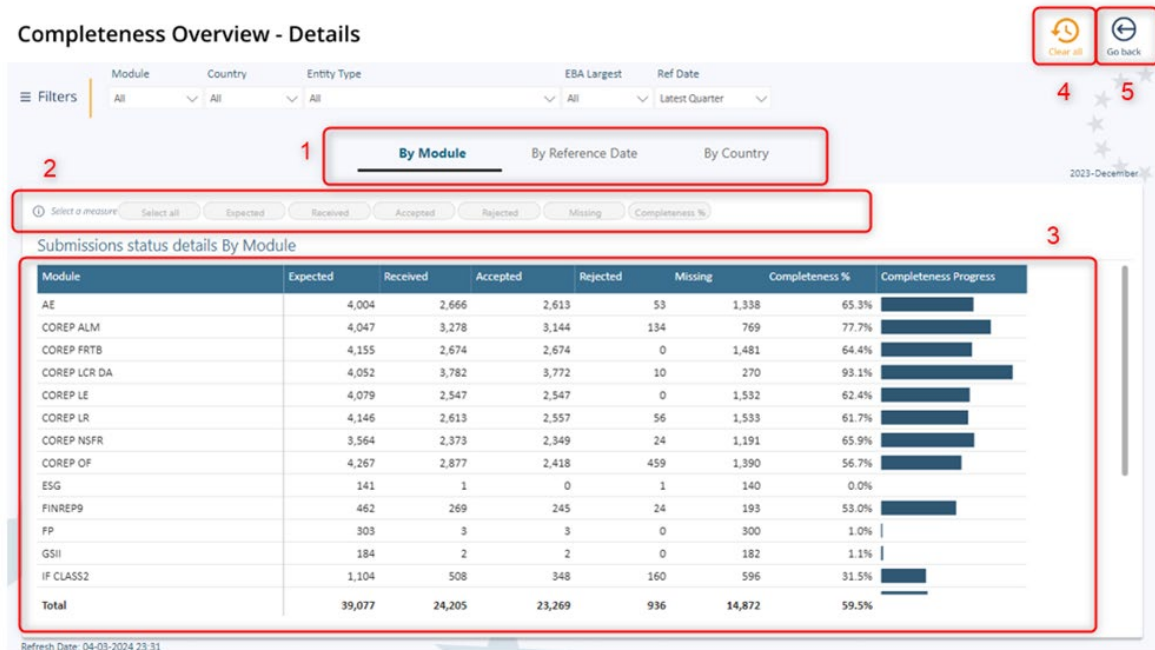 Completeness Overview - Details
Clear all
Go back
4
5
Filters
Module
Country
Entity Type
EBA Largest
Ref Date
All
All
All
All
Latest Quarter
1
By Module By Reference Date By Country
2023-December
2
Select a measure Select all Expected Received Accepted Rejected Missing Completeness %
3
Submissions status details By Module
Module Expected Received Accepted Rejected Missing Completeness % Completeness Progress
AE 4,004 2,666 2,613 53 1,338 65.3%
COREP ALM 4,047 3,278 3,144 134 769 77.7%
COREP FRTB 4,155 2,674 2,674 0 1,481 64.4%
COREP LCR DA 4,052 3,782 3,772 10 270 93.1%
COREP LE 4,079 2,547 2,547 0 1,532 62.4%
COREP LR 4,146 2,613 2,557 56 1,533 61.7%
COREP NSFR 3,564 2,373 2,349 24 1,191 65.9%
COREP OF 4,267 2,877 2,418 459 1,390 56.7%
ESG 141 1 0 1 140 0.0%
FINREP9 462 269 245 24 193 53.0%
FP 303 3 3 0 300 1.0%
GSII 184 2 2 0 182 1.1%
IF CLASS2 1,104 508 348 160 596 31.5%
Total 39,077 24,205 23,269 936 14,872 59.5%
Refresh Date: 04-03-2024 23:31